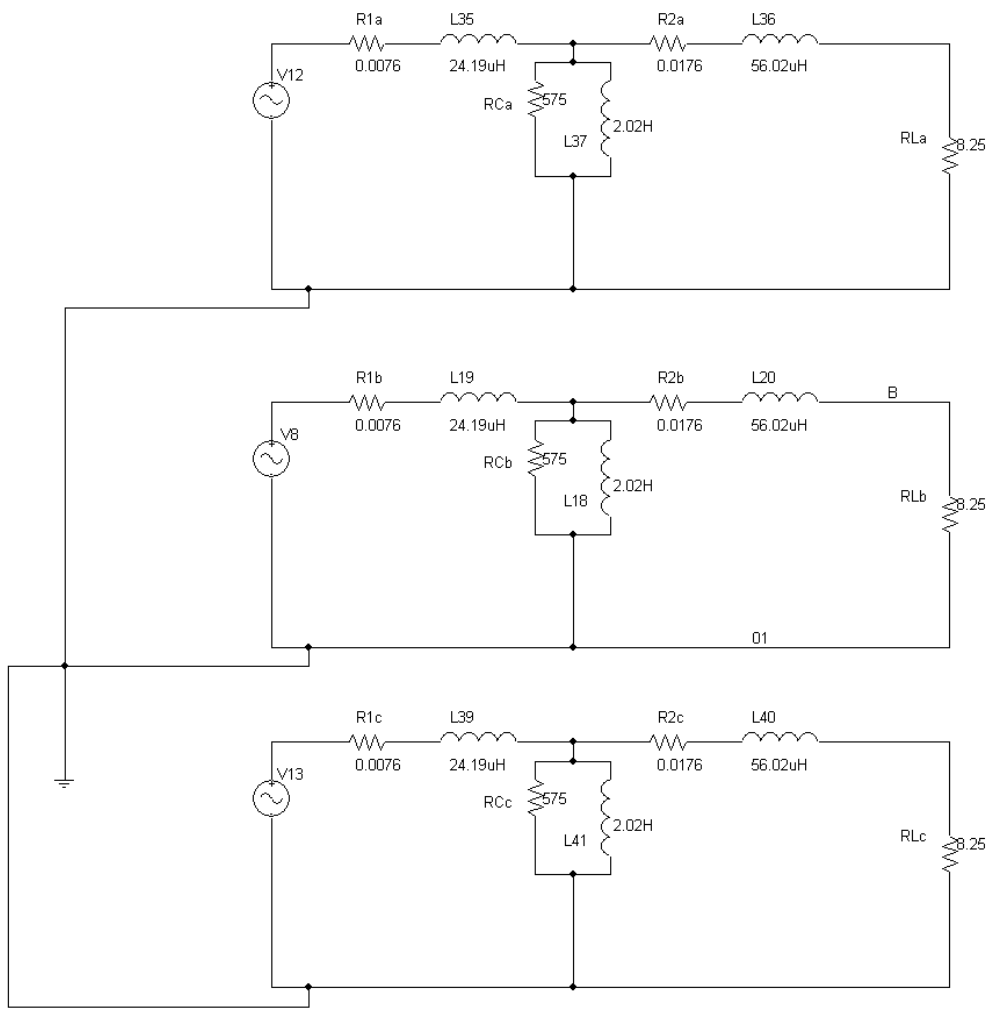 R1a L35 R2a L36
0.0076 24.19uH 0.0176 56.02uH
V12
RCa 575 2.02H
L37
RLa 8.25
R1b L19 R2b L20
0.0076 24.19uH 0.0176 56.02uH
B
V8
RCb 575 2.02H
L18
RLb 8.25
01
R1c L39 R2c L40
0.0076 24.19uH 0.0176 56.02uH
V13
RCc 575 2.02H
L41
RLc 8.25